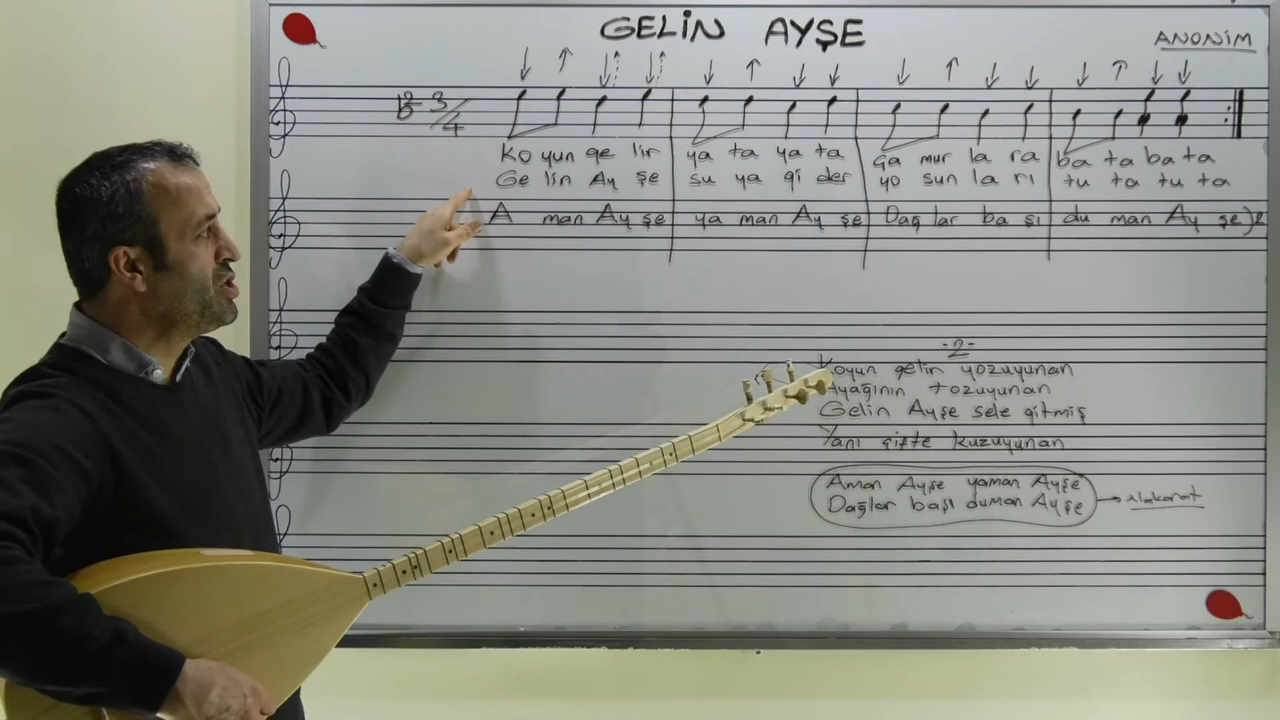 GELİN AYŞE
ANONİM
3/4
Ko yun ge lir ya ta ya ta ça mur la ra ba ta ba ta
Ge lin Ay şe su ya gi der yo sun la rı tu ta tu ta
A man Ay şe ya man Ay şe Dağ lar ba şı du man Ay şe)2
-2-
Koyun gelir yozuyunan
Ayağının tozuyunan
Gelin Ayşe sele gitmiş
Yanı çifte kuzuyunan
Aman Ayşe yaman Ayşe
Dağlar başı duman Ayşe
Nakarat